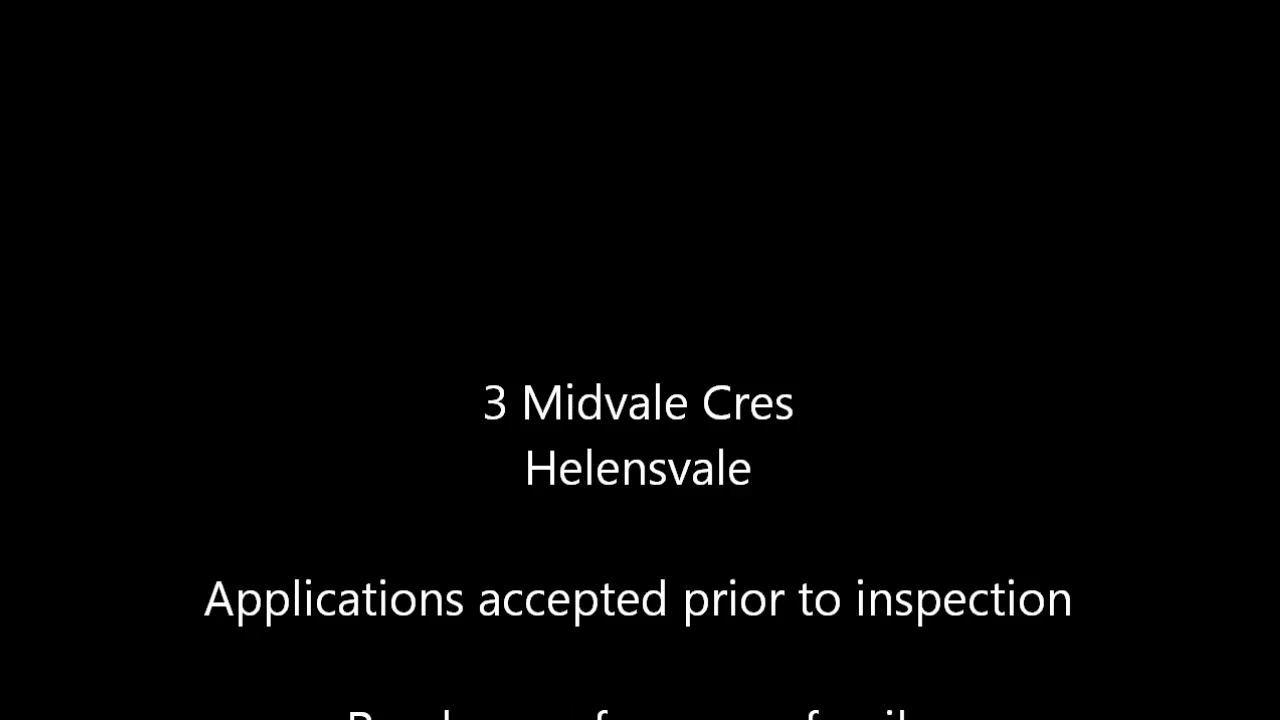 3 Midvale Cres
Helensvale
Applications accepted prior to inspection